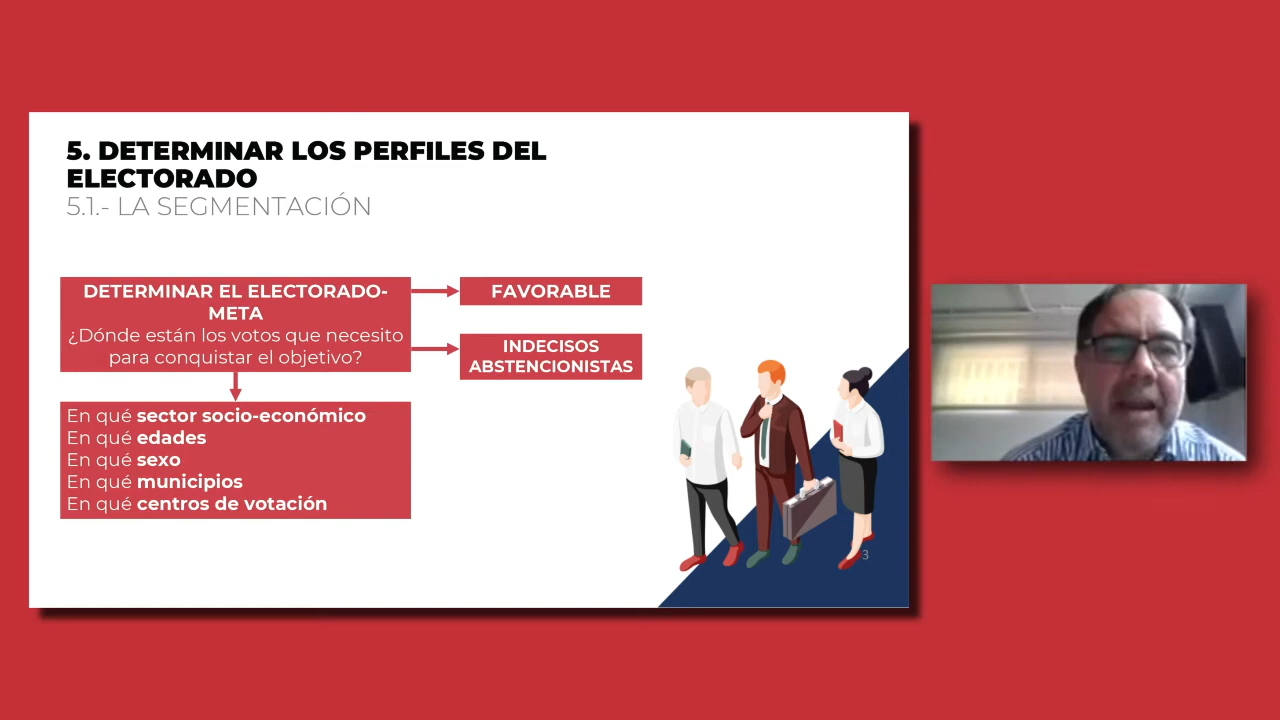 5. DETERMINAR LOS PERFILES DEL
ELECTORADO
5.1.- LA SEGMENTACIÓN
DETERMINAR EL ELECTORADO-
META
¿Dónde están los votos que necesito
para conquistar el objetivo?
FAVORABLE
INDECISOS
ABSTENCIONISTAS
En qué sector socio-económico
En qué edades
En qué sexo
En qué municipios
En qué centros de votación
3